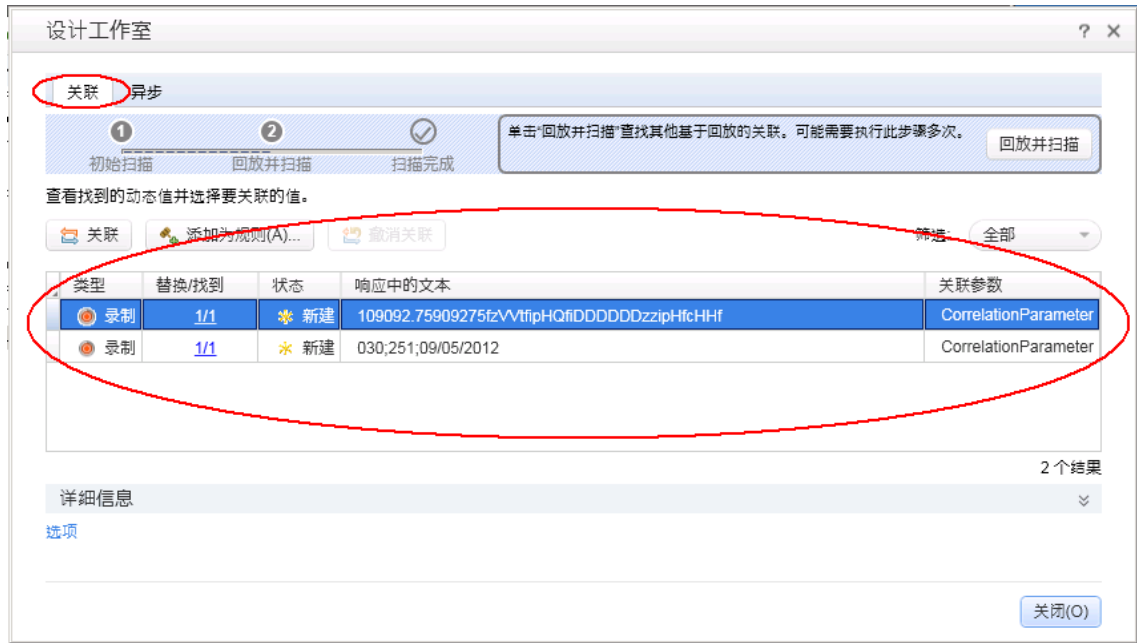 设计工作室
? ×
关联 异步
1 2
初始扫描 回放并扫描 扫描完成
单击“回放并扫描”查找其他基于回放的关联。可能需要执行此步骤多次。
回放并扫描
查看找到的动态值并选择要关联的值。
关联 添加为规则(A)... 撤消关联 筛选: 全部
类型 替换/找到 状态 响应中的文本 关联参数
录制 1/1 新建 109092.75909275fzVVtfipHQfiDDDDDDzzipHfcHHf CorrelationParameter
录制 1/1 新建 030;251;09/05/2012 CorrelationParameter
2 个结果
详细信息
选项
关闭(O)